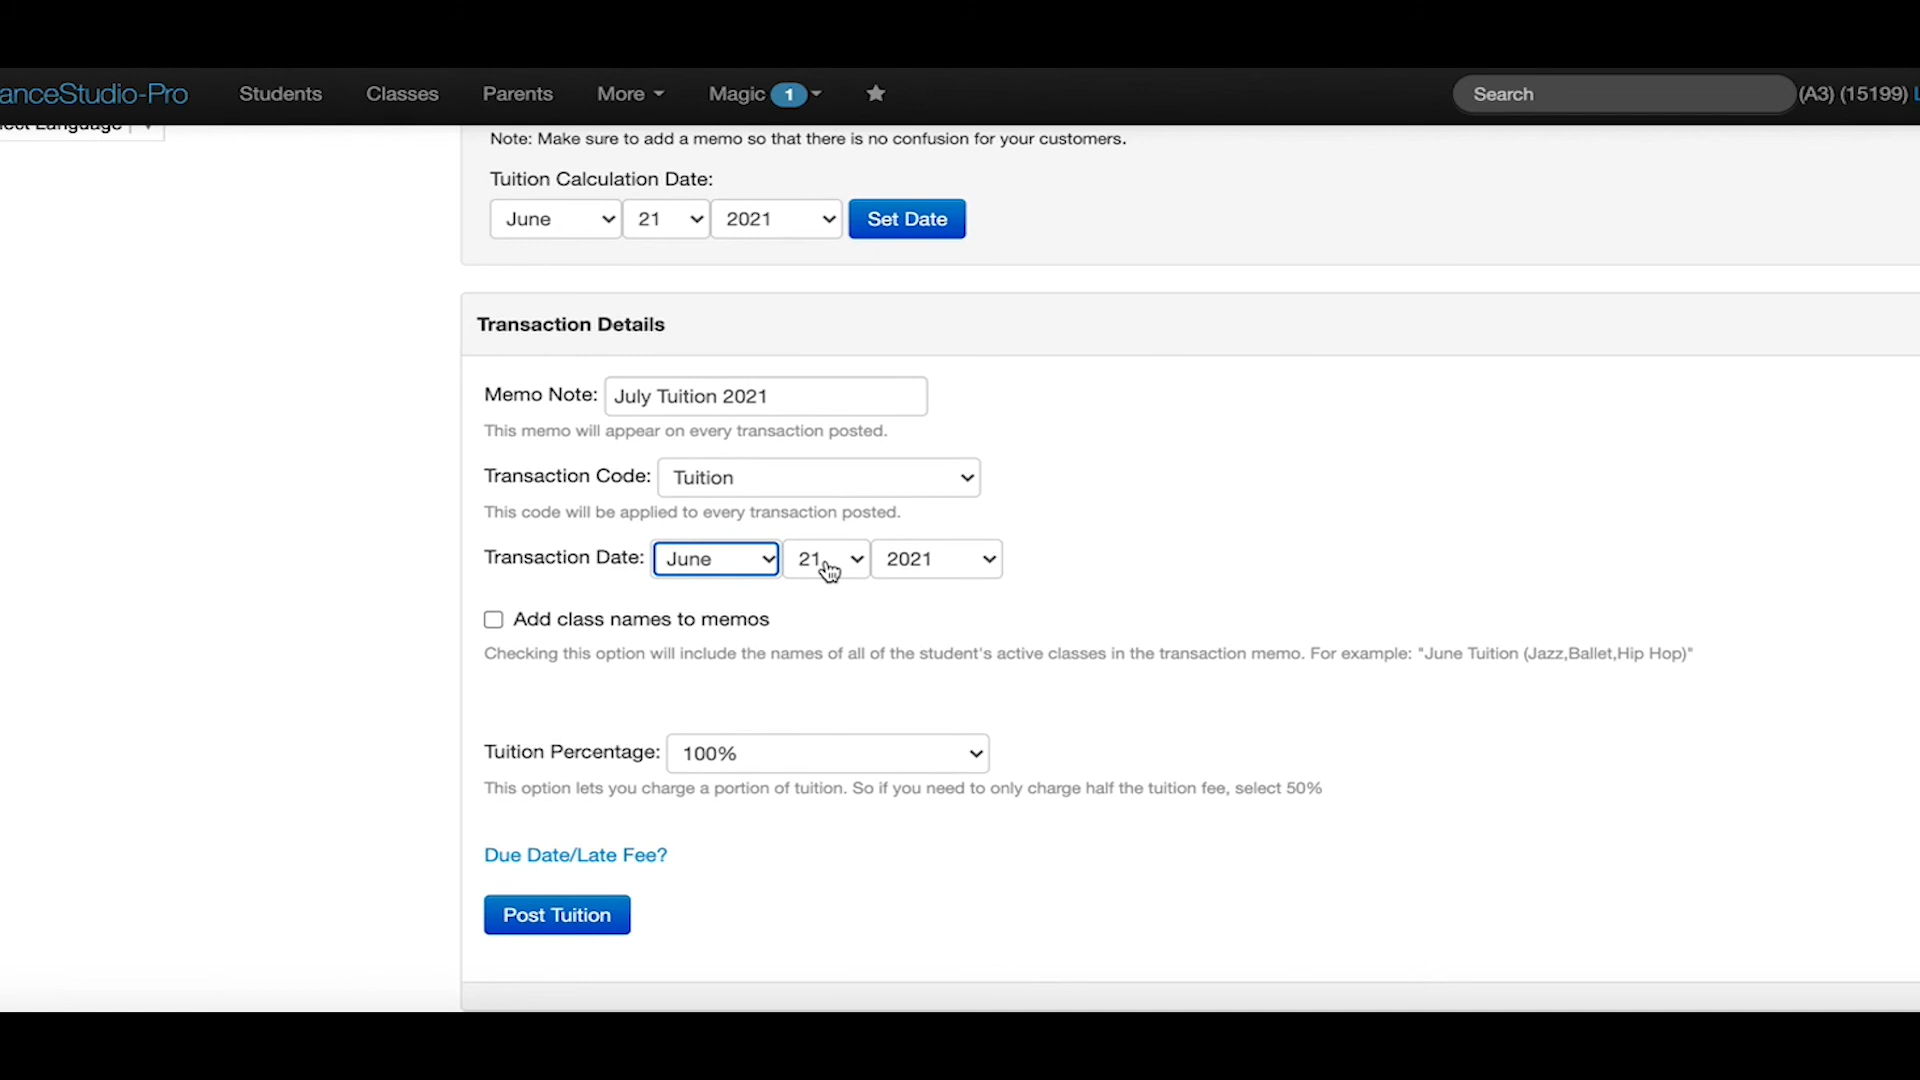 anceStudio-Pro Students Classes Parents More Magic 1 Search (A3) (15199)
Language
Note: Make sure to add a memo so that there is no confusion for your customers.
Tuition Calculation Date:
June 21 2021 Set Date
Transaction Details
Memo Note: July Tuition 2021
This memo will appear on every transaction posted.
Transaction Code: Tuition
This code will be applied to every transaction posted.
Transaction Date: June 21 2021
Add class names to memos
Checking this option will include the names of all of the student's active classes in the transaction memo. For example: "June Tuition (Jazz,Ballet,Hip Hop)"
Tuition Percentage: 100%
This option lets you charge a portion of tuition. So if you need to only charge half the tuition fee, select 50%
Due Date/Late Fee?
Post Tuition